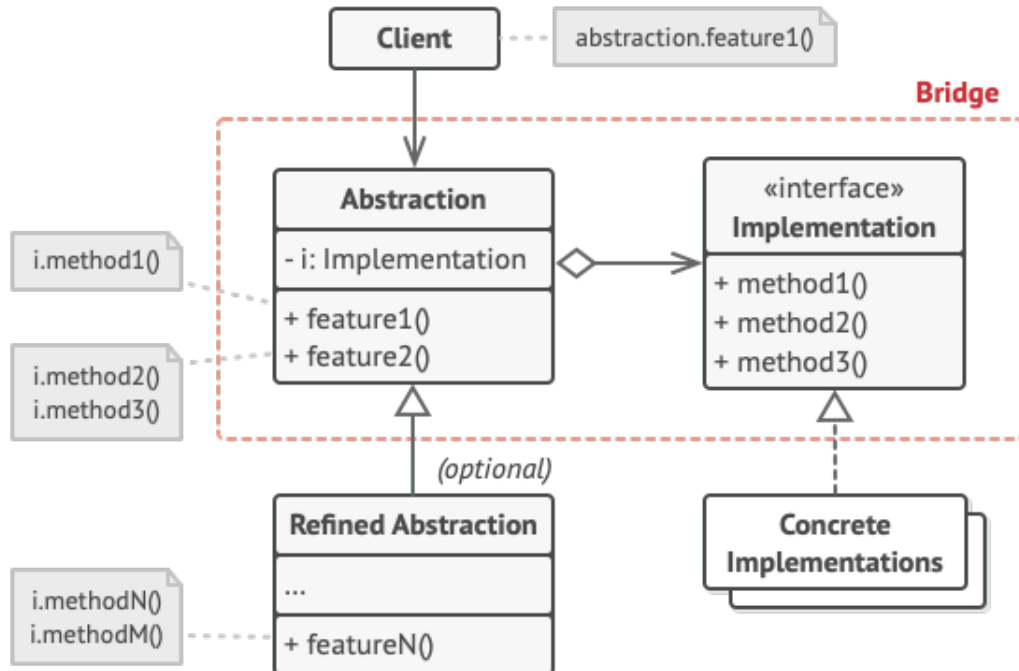 Client
abstraction.feature1()
Bridge
Abstraction
- i: Implementation
+ feature1()
+ feature2()
«interface»
Implementation
+ method1()
+ method2()
+ method3()
i.method1()
i.method2()
i.method3()
(optional)
Refined Abstraction
...
+ featureN()
Concrete
Implementations
i.methodN()
i.methodM()